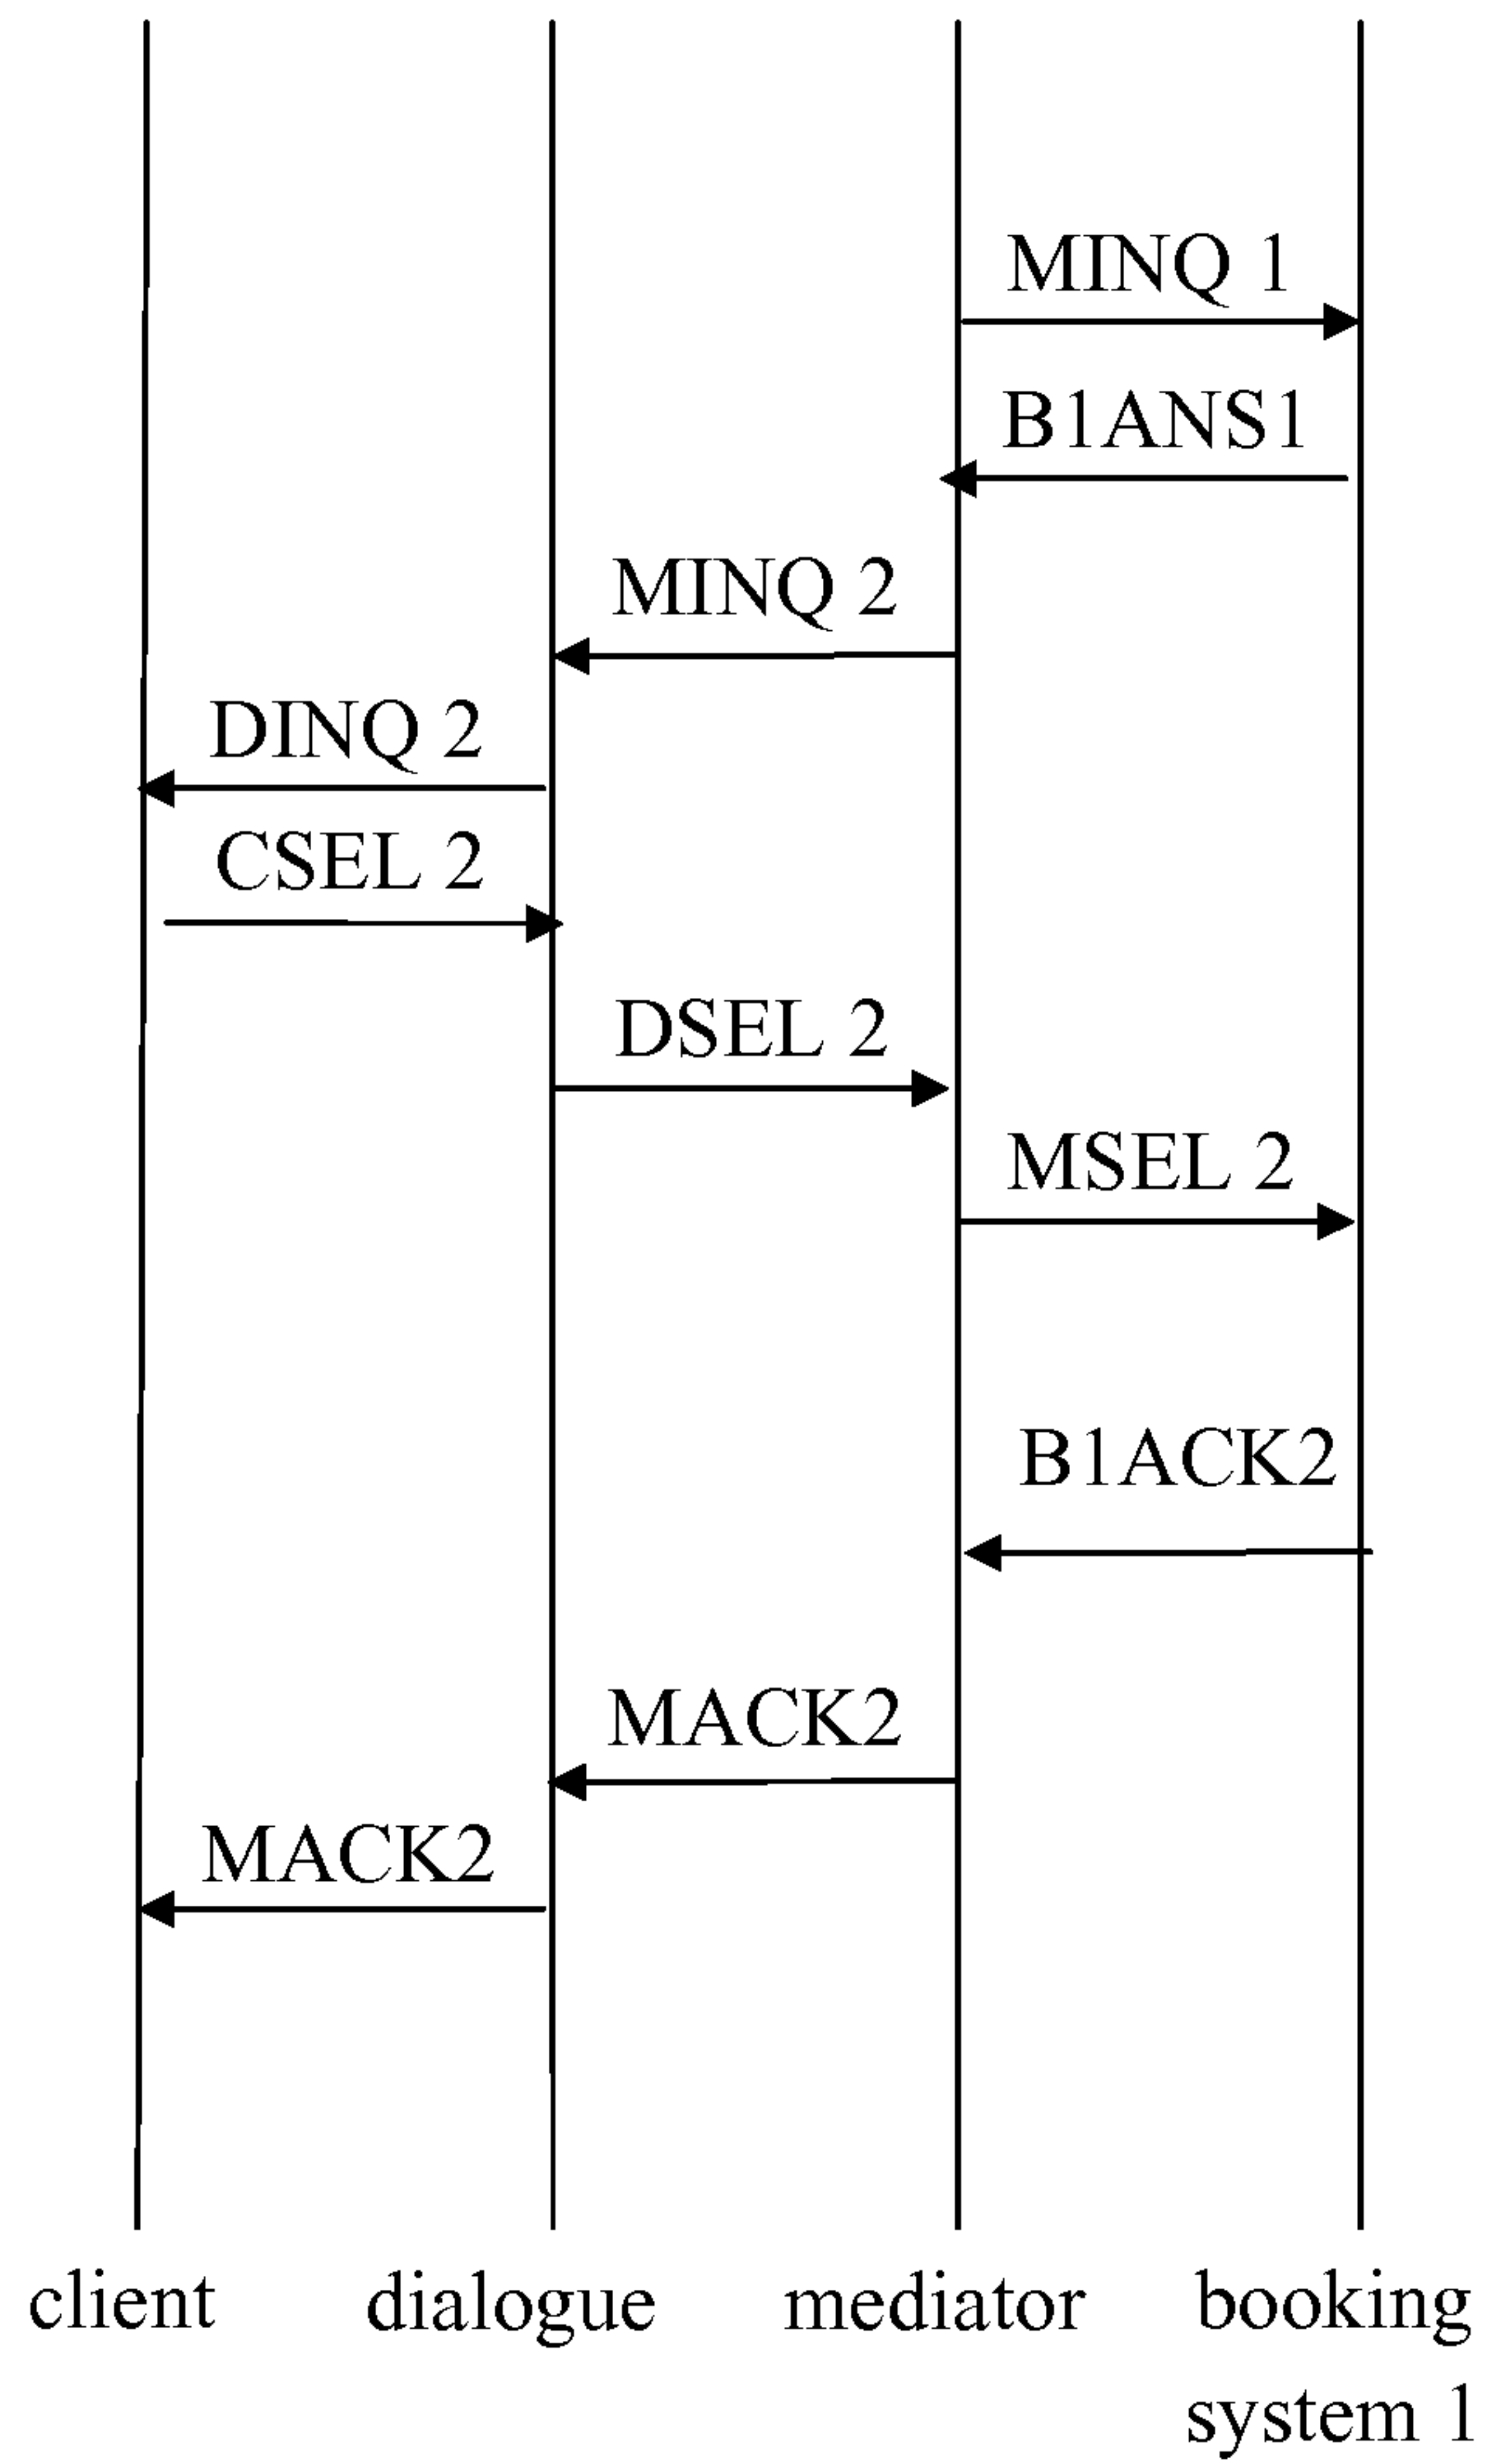 MINQ 1
B1ANS1
MINQ 2
DINQ 2
CSEL 2
DSEL 2
MSEL 2
B1ACK2
MACK2
MACK2
client dialogue mediator booking
system 1